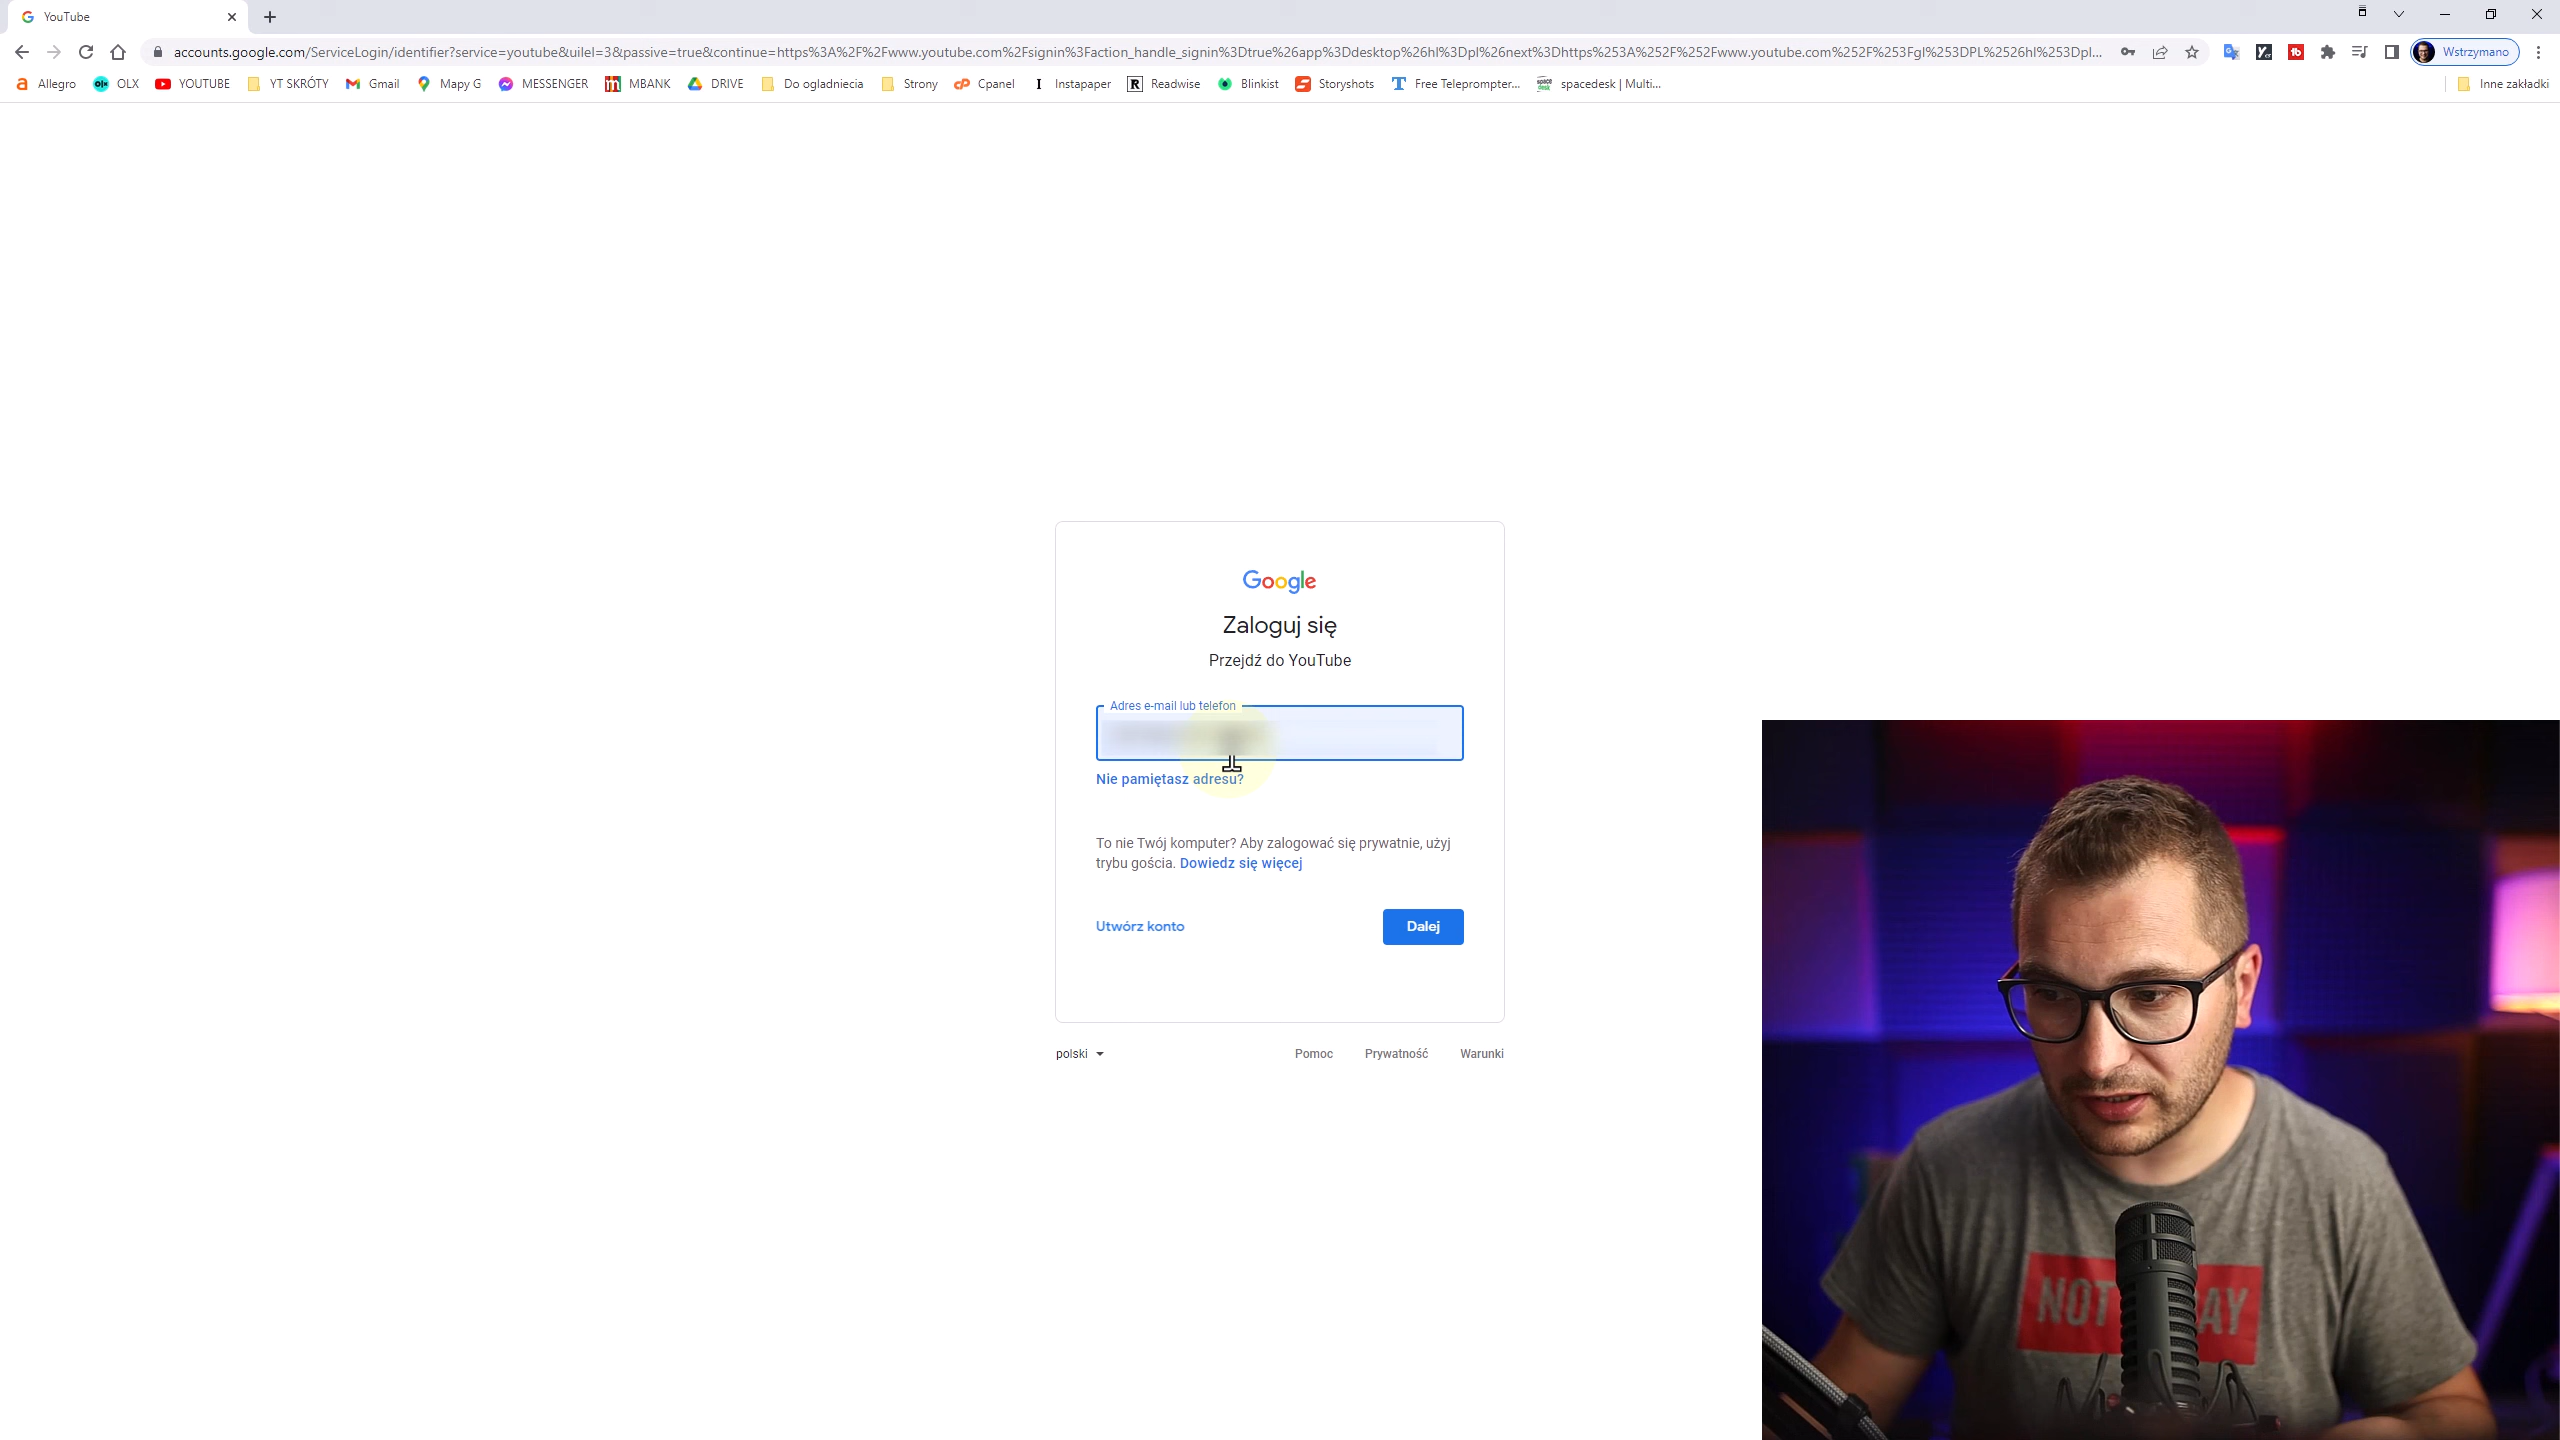 YouTube
accounts.google.com/ServiceLogin/identifier?service=youtube&uilel=3&passive=true&continue=https%3A%2F%2Fwww.youtube.com%2Fsignin%3Faction_handle_signin%3Dtrue%26app%3Ddesktop%26hl%3Dpl%26next%3Dhttps%253A%252F%252Fwww.youtube.com%252F%253Fgl%253DPL%2526hl%253Dpl...
Wstrzymano
Allegro OLX YOUTUBE YT SKRÓTY Gmail Mapy G MESSENGER MBANK DRIVE Do ogladniecia Strony Cpanel Instapaper Readwise Blinkist Storyshots Free Teleprompter... spacedesk | Multi... Inne zakładki
Google
Zaloguj się
Przejdź do YouTube
Adres e-mail lub telefon
Nie pamiętasz adresu?
To nie Twój komputer? Aby zalogować się prywatnie, użyj
trybu gościa. Dowiedz się więcej
Utwórz konto Dalej
polski Pomoc Prywatność Warunki
NOT AY